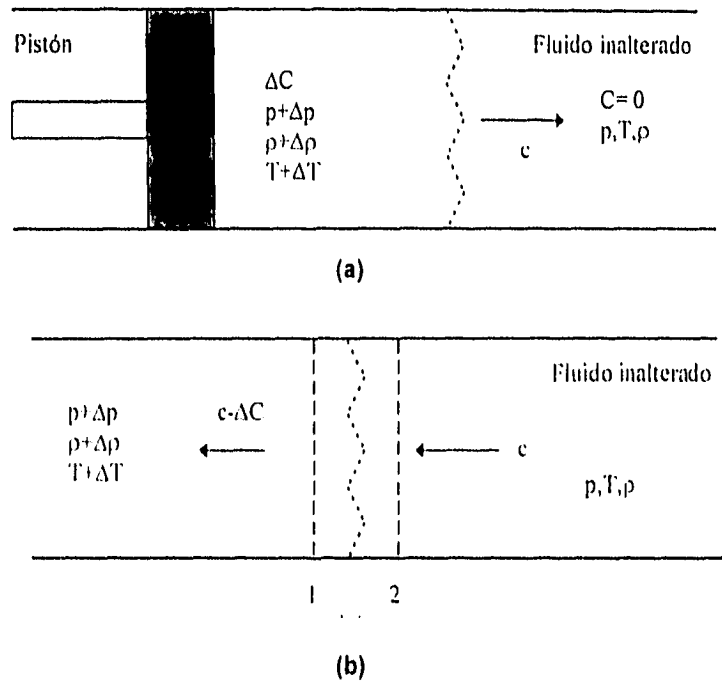 Pistón
Fluido inalterado
ΔC
p+Δp
ρ+Δρ
T+ΔT
c
C=0
p,T,ρ
(a)
Fluido inalterado
p+Δp
ρ+Δρ
T+ΔT
c-ΔC
c
p,T,ρ
1 2
(b)